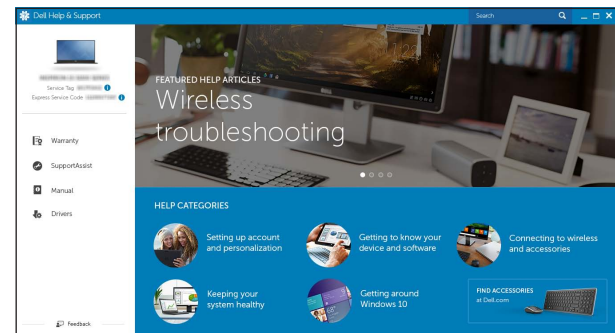 Dell Help & Support
Search
Service Tag
Express Service Code
Warranty
SupportAssist
Manual
Drivers
Feedback
FEATURED HELP ARTICLES
Wireless
troubleshooting
DELL
HELP CATEGORIES
Setting up account
and personalization
Getting to know your
device and software
Connecting to wireless
and accessories
Keeping your
system healthy
Getting around
Windows 10
FIND ACCESSORIES
at Dell.com